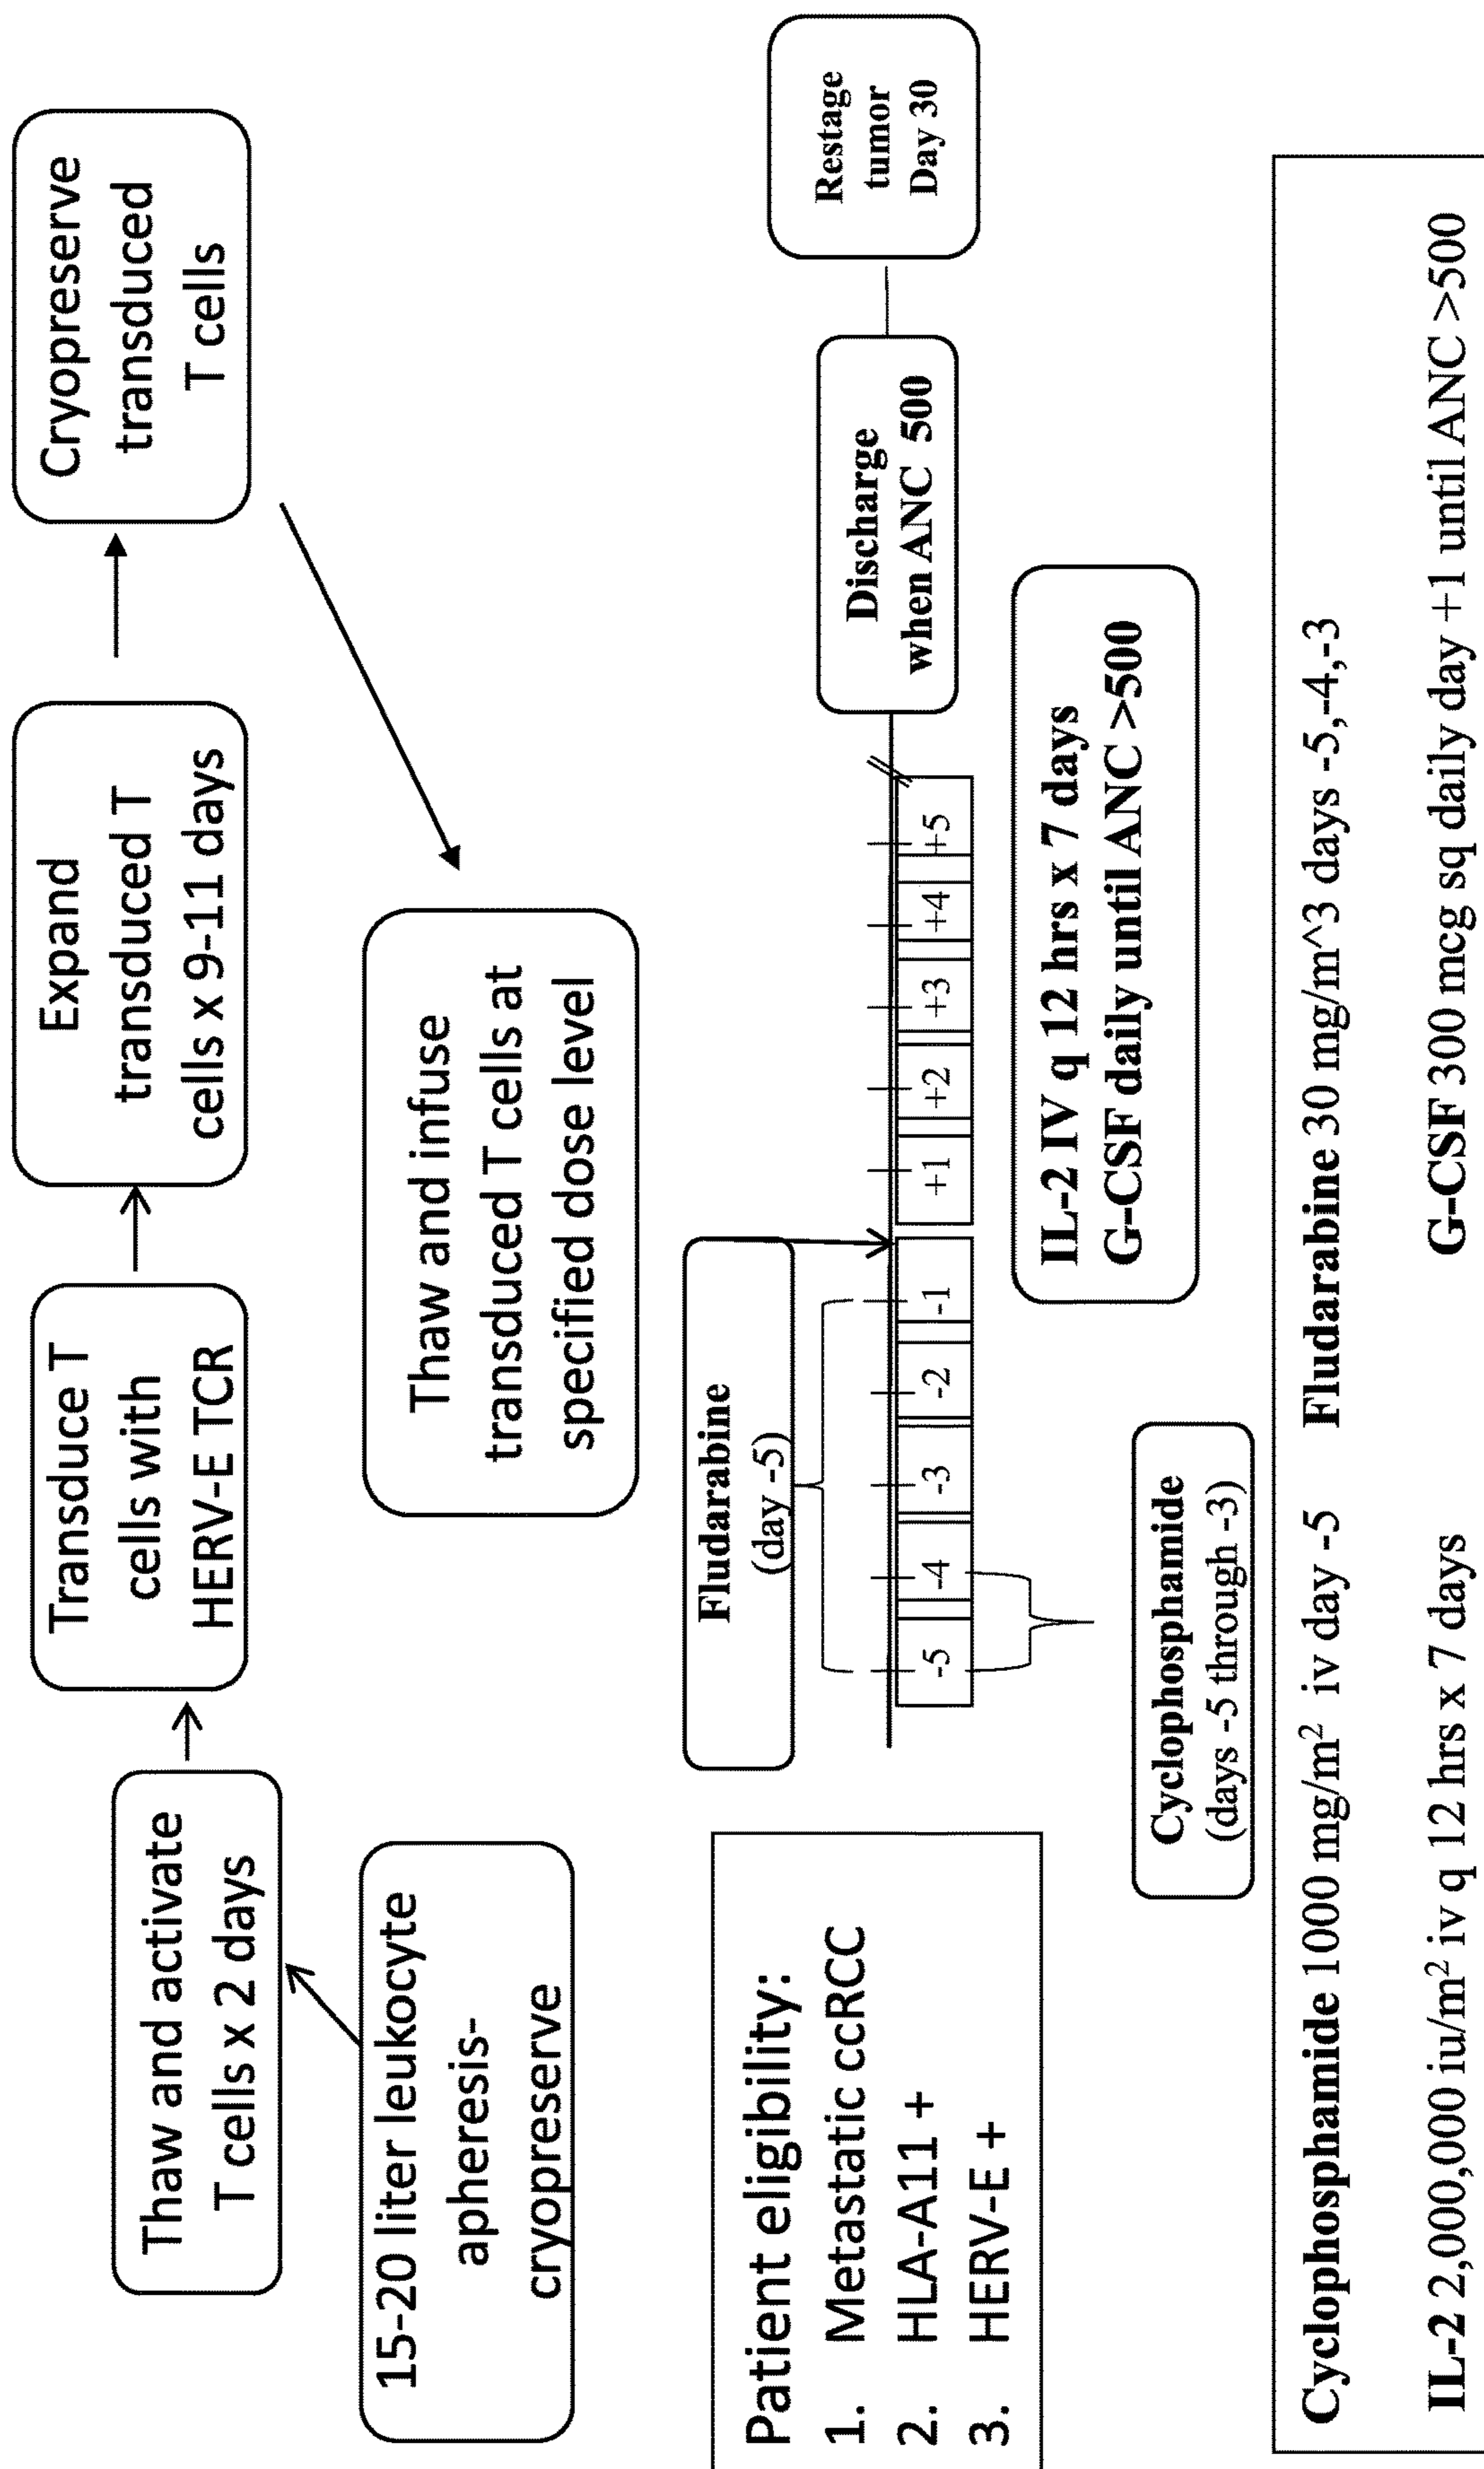 15-20 liter leukocyte
apheresis-
cryopreserve
Thaw and activate
T cells x 2 days
Transduce T
cells with
HERV-E TCR
Expand
transduced T
cells x 9-11 days
Cryopreserve
transduced
T cells
Thaw and infuse
transduced T cells at
specified dose level
Patient eligibility:
1. Metastatic ccRCC
2. HLA-A11 +
3. HERV-E +
Fludarabine
(day -5)
-5 -4 -3 -2 -1 +1 +2 +3 +4 +5
Discharge
when ANC 500
Restage
tumor
Day 30
Cyclophosphamide
(days -5 through -3)
IL-2 IV q 12 hrs x 7 days
G-CSF daily until ANC >500
Cyclophosphamide 1000 mg/m² iv day -5 Fludarabine 30 mg/m^3 days -5,-4,-3
IL-2 2,000,000 iu/m² iv q 12 hrs x 7 days G-CSF 300 mcg sq daily day +1 until ANC >500